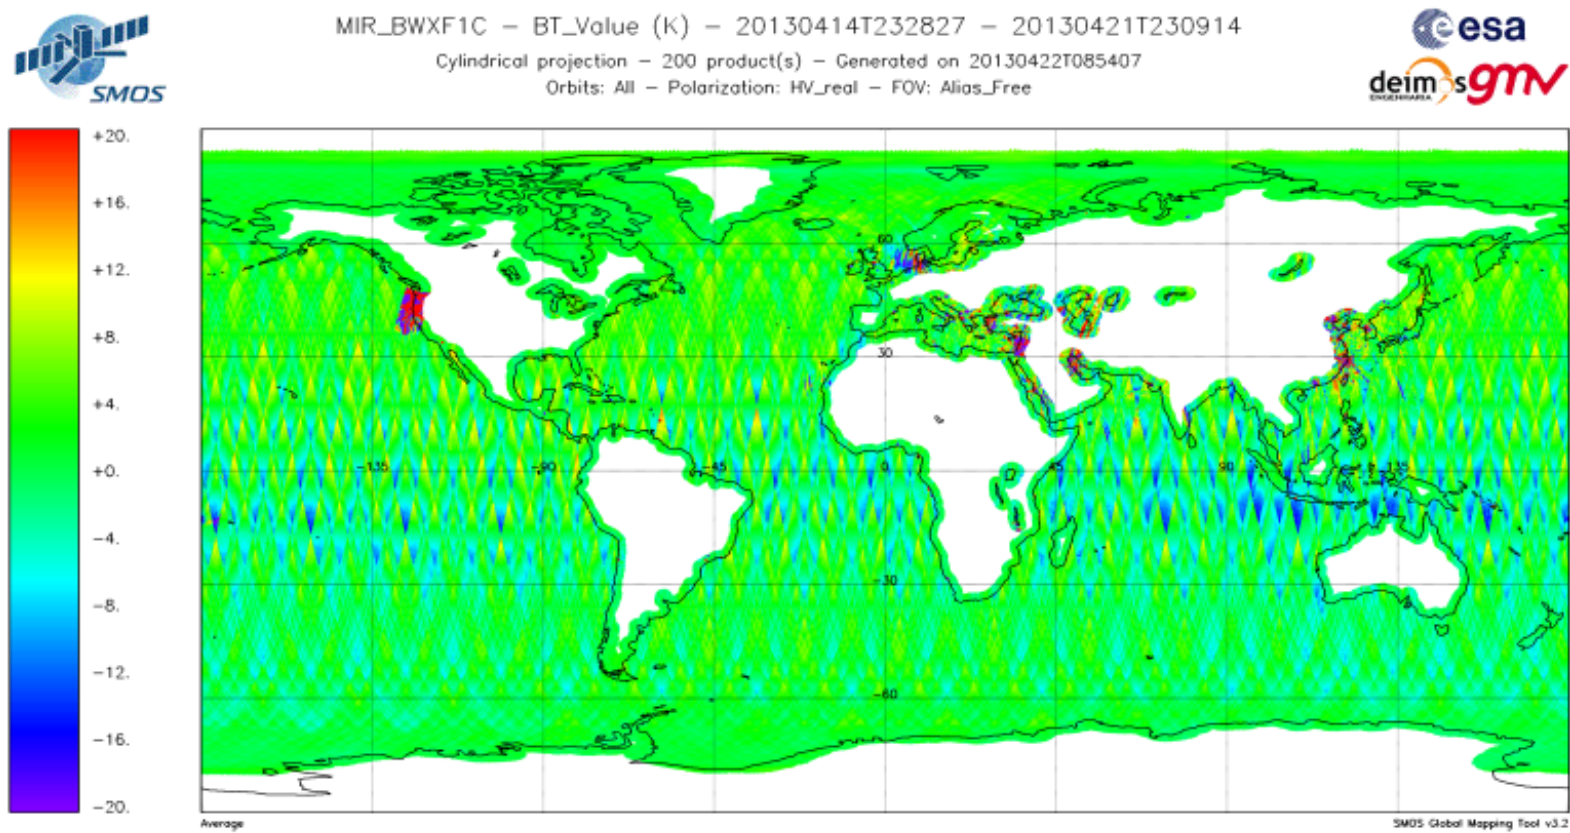 SMOS
MIR_BWXF1C - BT_Value (K) - 20130414T232827 - 20130421T230914
Cylindrical projection - 200 product(s) - Generated on 20130422T085407
Orbits: All - Polarization: HV_real - FOV: Alias_Free
esa
deimos
ENGENHARIA
gmv
+20.
+16.
+12.
+8.
+4.
+0.
-4.
-8.
-12.
-16.
-20.
60
30
-135
-90
-45
0
45
90
135
-30
-60
Average
SMOS Global Mapping Tool v3.2